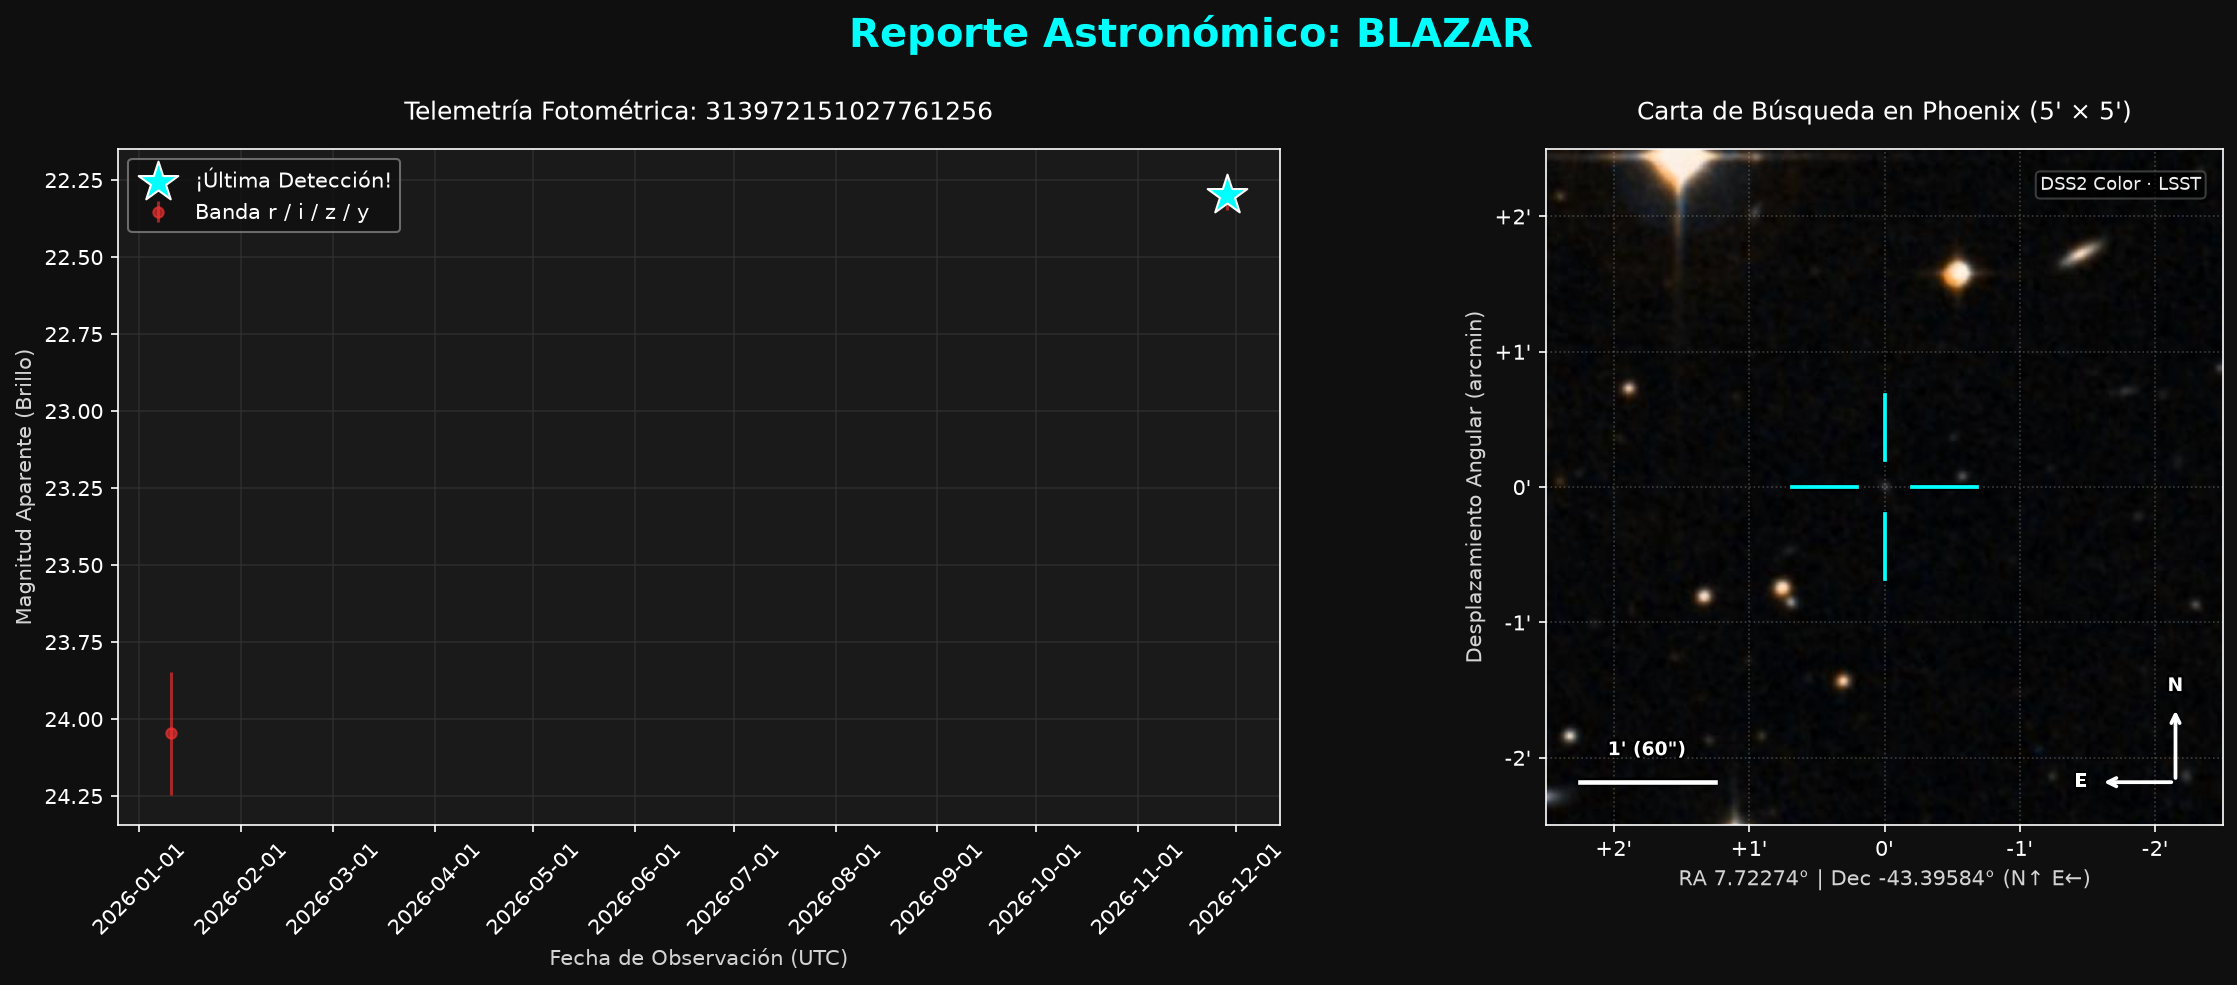 Reporte Astronómico: BLAZAR
Telemetría Fotométrica: 313972151027761256
¡Última Detección!
Banda r / i / z / y
Magnitud Aparente (Brillo)
22.25
22.50
22.75
23.00
23.25
23.50
23.75
24.00
24.25
2026-01-01
2026-02-01
2026-03-01
2026-04-01
2026-05-01
2026-06-01
2026-07-01
2026-08-01
2026-09-01
2026-10-01
2026-11-01
2026-12-01
Fecha de Observación (UTC)
Carta de Búsqueda en Phoenix (5' × 5')
DSS2 Color · LSST
Desplazamiento Angular (arcmin)
+2'
+1'
0'
-1'
-2'
N
E
1' (60")
+2'
+1'
0'
-1'
-2'
RA 7.72274° | Dec -43.39584° (N↑ E←)